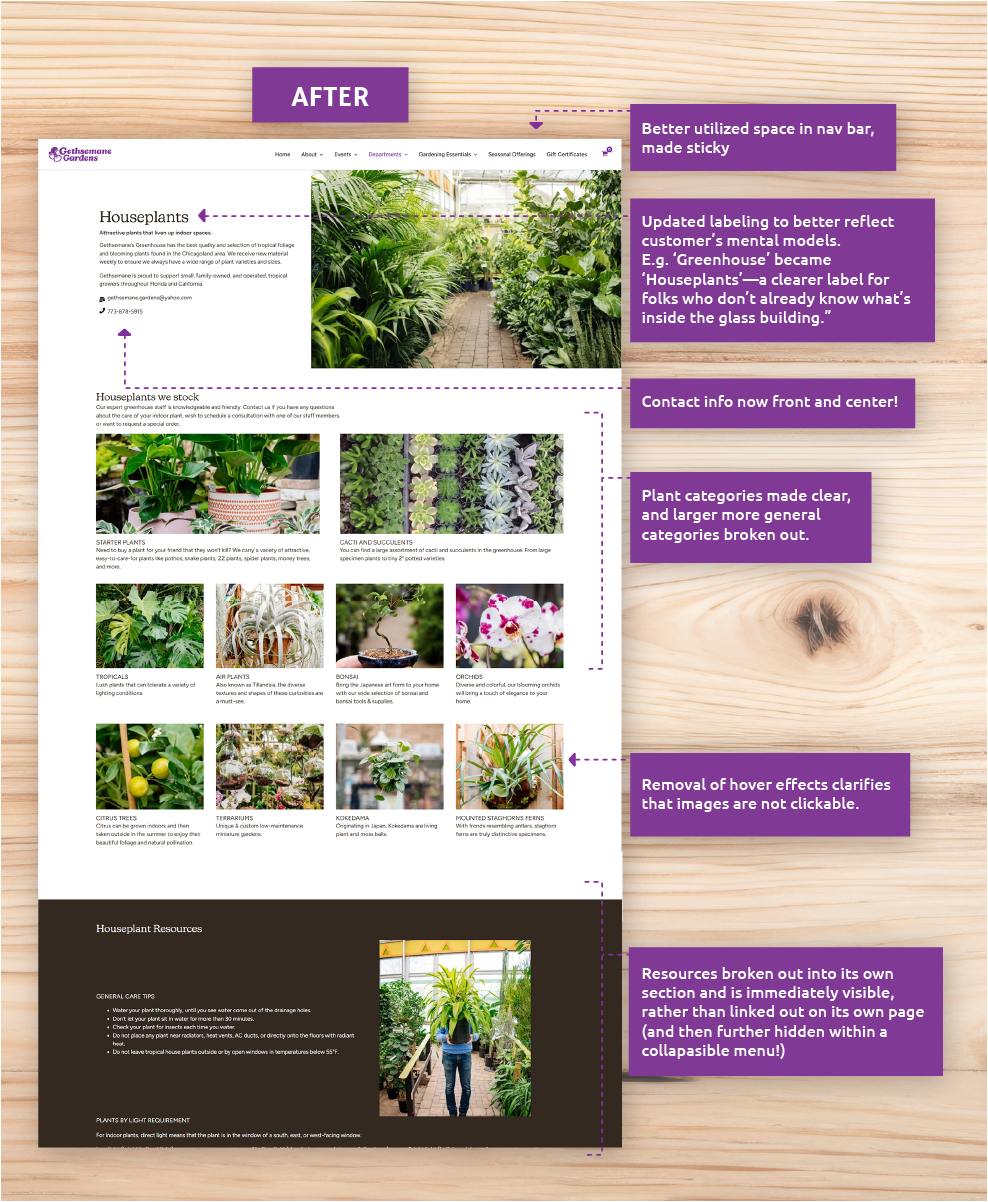 AFTER
Better utilized space in nav bar,
made sticky
Gethsemane
Gardens
Home About Events Departments Gardening Essentials Seasonal Offerings Gift Certificates
0
Houseplants
Attractive plants that liven up indoor spaces.
Gethsemane's Greenhouse has the best quality and selection of tropical foliage
and blooming plants found in the Chicagoland area. We receive new material
weekly to ensure we always have a wide range of plant varieties and sizes.
Gethsemane is proud to support small, family-owned, and operated, tropical
growers throughout Florida and California.
gethsemane.gardens@yahoo.com
773-878-5915
Updated labeling to better reflect
customer's mental models.
E.g. ‘Greenhouse’ became
‘Houseplants’—a clearer label for
folks who don’t already know what’s
inside the glass building.”
Contact info now front and center!
Houseplants we stock
Our expert greenhouse staff is knowledgeable and friendly. Contact us if you have any questions
about the care of your indoor plant, wish to schedule a consultation with one of our staff members,
or want to request a special order.
Plant categories made clear,
and larger more general
categories broken out.
STARTER PLANTS
Need to buy a plant for your friend that they won't kill? We carry a variety of attractive,
easy-to-care-for plants like pothos, snake plants, ZZ plants, spider plants, money trees,
and more.
CACTI AND SUCCULENTS
You can find a large assortment of cacti and succulents in the greenhouse. From large
specimen plants to tiny 2" potted varieties
TROPICALS
Lush plants that can tolerate a variety of
lighting conditions.
AIR PLANTS
Also known as Tillandsia, the diverse
textures and shapes of these curiosities are
a must-see.
BONSAI
Bring the Japanese art form to your home
with our wide selection of bonsai and
bonsai tools & supplies.
ORCHIDS
Diverse and colorful, our blooming orchids
will bring a touch of elegance to your
home.
Removal of hover effects clarifies
that images are not clickable.
CITRUS TREES
Citrus can be grown indoors and then
taken outside in the summer to enjoy their
beautiful foliage and natural pollination.
TERRARIUMS
Unique & custom low-maintenance
miniature gardens.
KOKEDAMA
Originating in Japan, Kokedama are living
plant and moss balls.
MOUNTED STAGHORNS FERNS
With fronds resembling antlers, staghorn
ferns are truly distinctive specimens.
Houseplant Resources
GENERAL CARE TIPS
• Water your plant thoroughly, until you see water come out of the drainage holes.
• Don't let your plant sit in water for more than 30 minutes.
• Check your plant for insects each time you water.
• Do not place any plant near radiators, heat vents, AC ducts, or directly onto the floors with radiant
heat.
• Do not leave tropical house plants outside or by open windows in temperatures below 55°F.
Resources broken out into its own
section and is immediately visible,
rather than linked out on its own page
(and then further hidden within a
collapasible menu!)
PLANTS BY LIGHT REQUIREMENT
For indoor plants, direct light means that the plant is in the window of a south, east, or west-facing window.